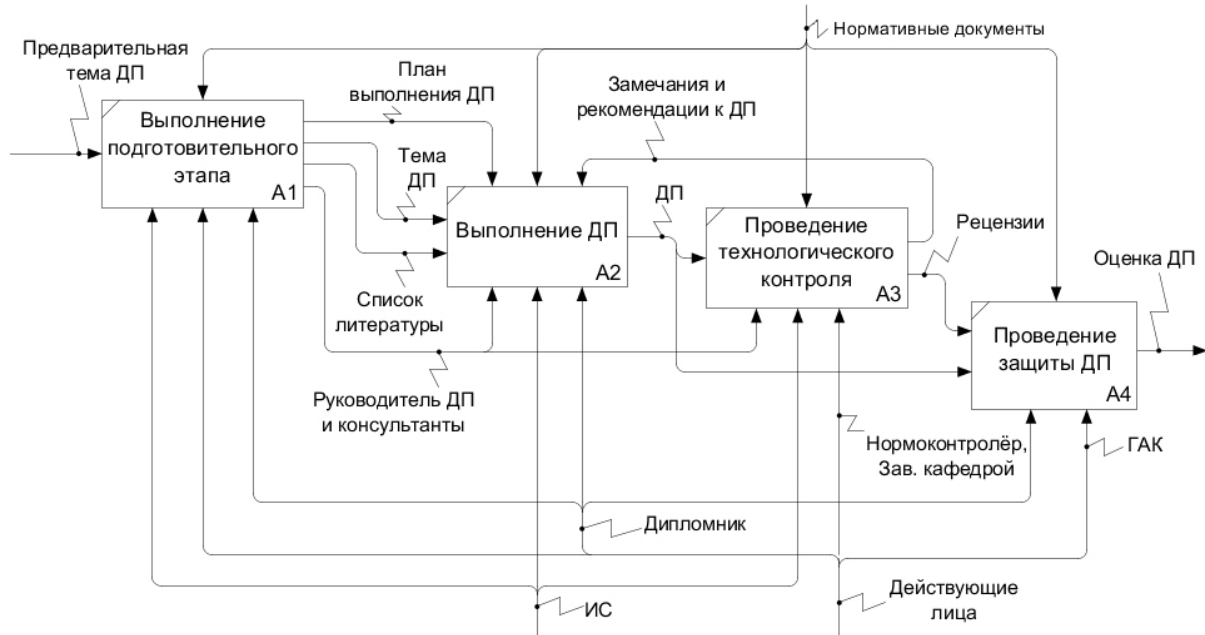 Нормативные документы
Предварительная
тема ДП
План
выполнения ДП
Замечания и
рекомендации к ДП
Выполнение
подготовительного
этапа
A1
Тема
ДП
Выполнение ДП
A2
ДП
Проведение
технологического
контроля
A3
Рецензии
Оценка ДП
Список
литературы
Проведение
защиты ДП
A4
Руководитель ДП
и консультанты
Нормоконтролёр,
Зав. кафедрой
ГАК
Дипломник
ИС
Действующие
лица